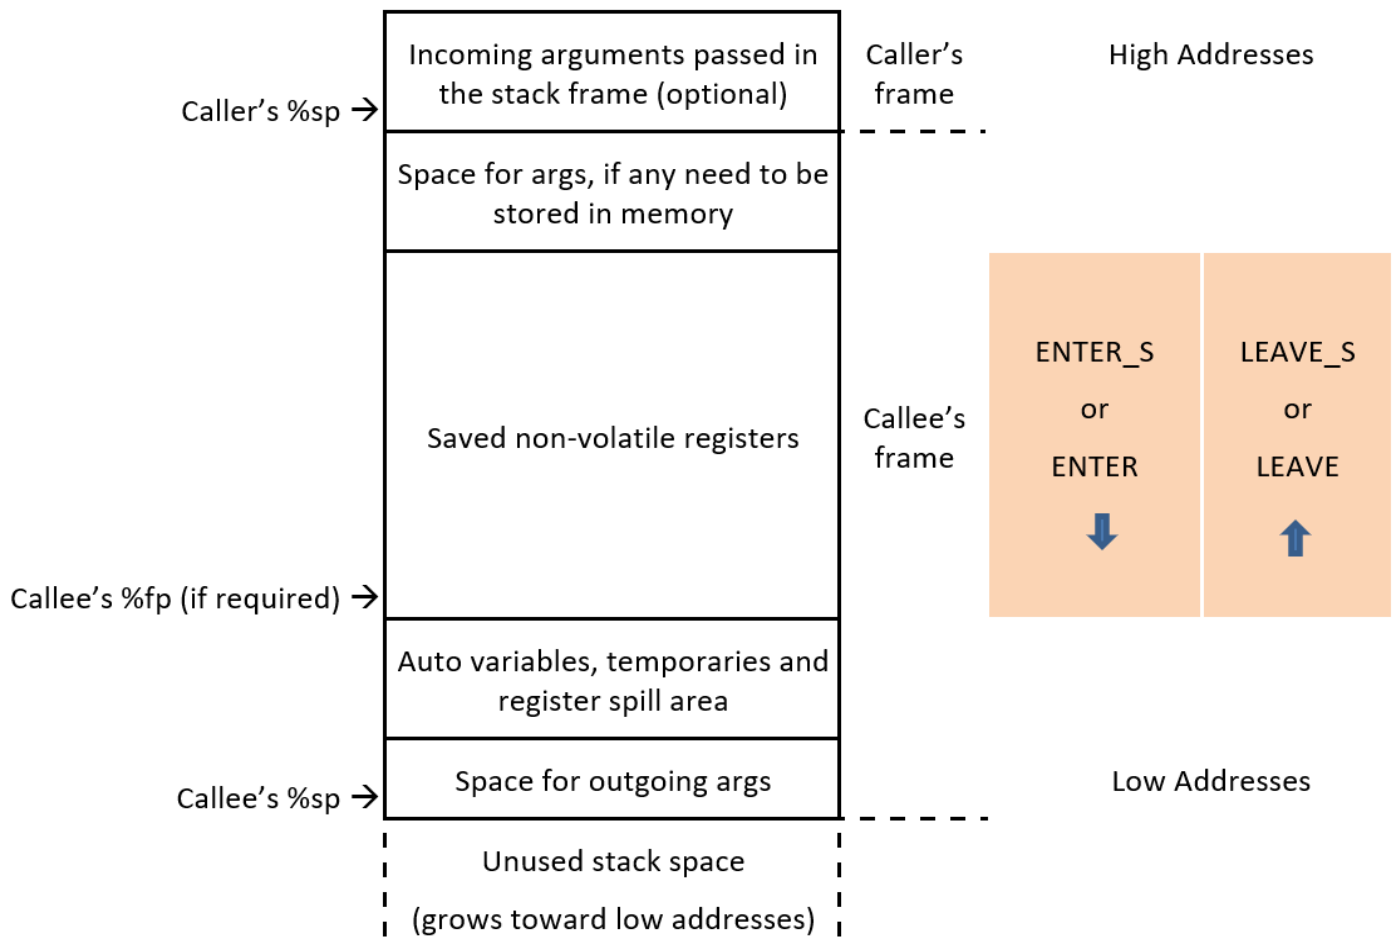 Incoming arguments passed in
the stack frame (optional)
Caller's
frame
High Addresses
Caller's %sp →
Space for args, if any need to be
stored in memory
Saved non-volatile registers
Callee's
frame
ENTER_S
or
ENTER
LEAVE_S
or
LEAVE
Callee's %fp (if required) →
Auto variables, temporaries and
register spill area
Space for outgoing args
Callee's %sp →
Low Addresses
Unused stack space
(grows toward low addresses)